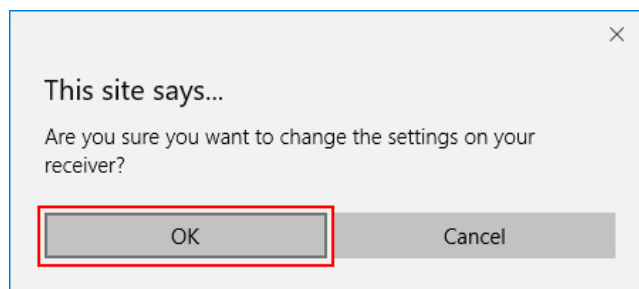 This site says...
Are you sure you want to change the settings on your
receiver?
OK
Cancel